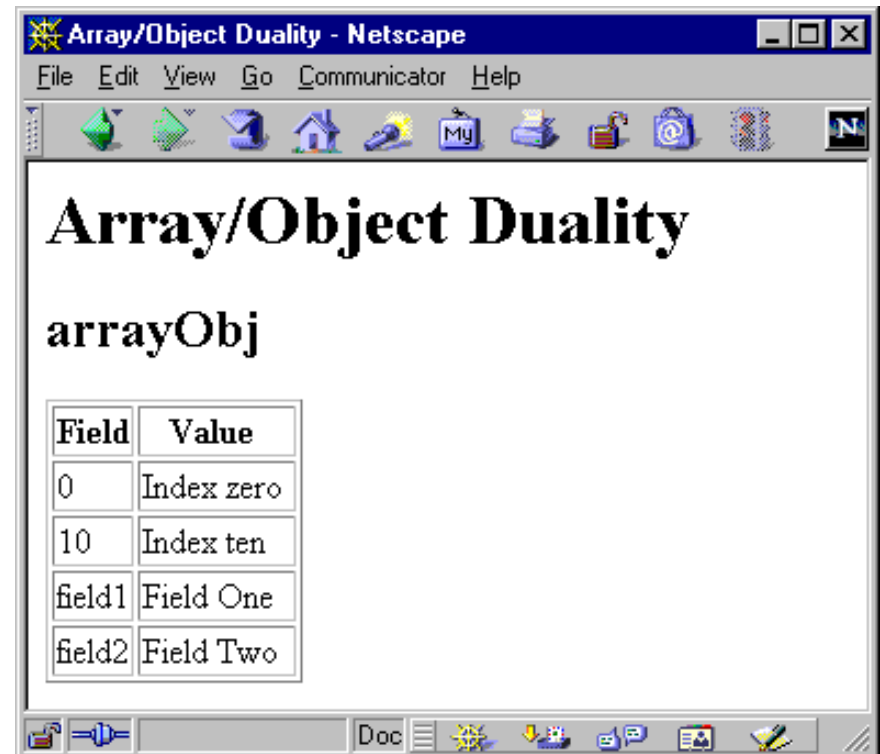 Array/Object Duality - Netscape
File Edit View Go Communicator Help
My N
Array/Object Duality
arrayObj
Field Value
0 Index zero
10 Index ten
field1 Field One
field2 Field Two
Doc